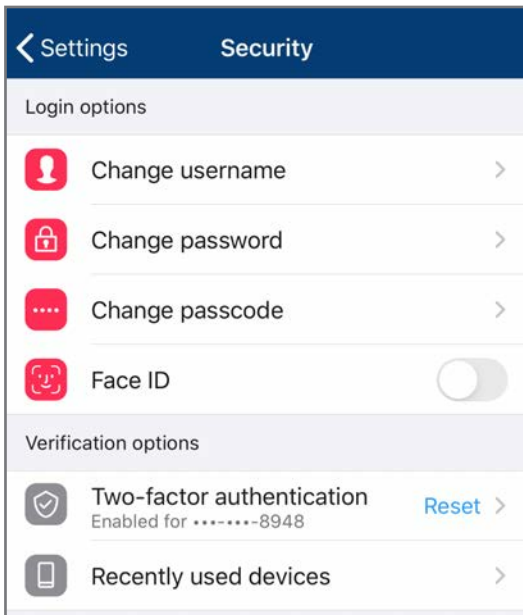 Settings
Security
Login options
Change username
Change password
Change passcode
Face ID
Verification options
Two-factor authentication
Enabled for •••-•••-8948
Reset
Recently used devices